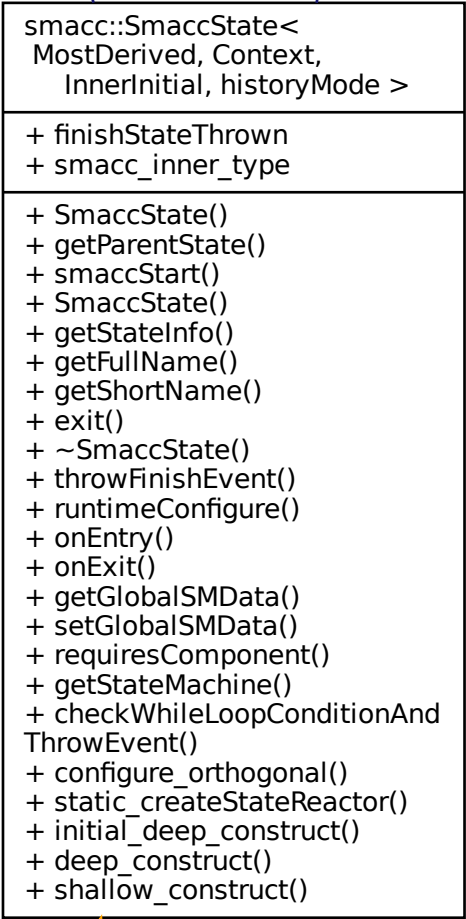 smacc::SmaccState<
MostDerived, Context,
InnerInitial, historyMode >
+ finishStateThrown
+ smacc_inner_type
+ SmaccState()
+ getParentState()
+ smaccStart()
+ SmaccState()
+ getStateInfo()
+ getFullName()
+ getShortName()
+ exit()
+ ~SmaccState()
+ throwFinishEvent()
+ runtimeConfigure()
+ onEntry()
+ onExit()
+ getGlobalSMData()
+ setGlobalSMData()
+ requiresComponent()
+ getStateMachine()
+ checkWhileLoopConditionAnd
ThrowEvent()
+ configure_orthogonal()
+ static_createStateReactor()
+ initial_deep_construct()
+ deep_construct()
+ shallow_construct()